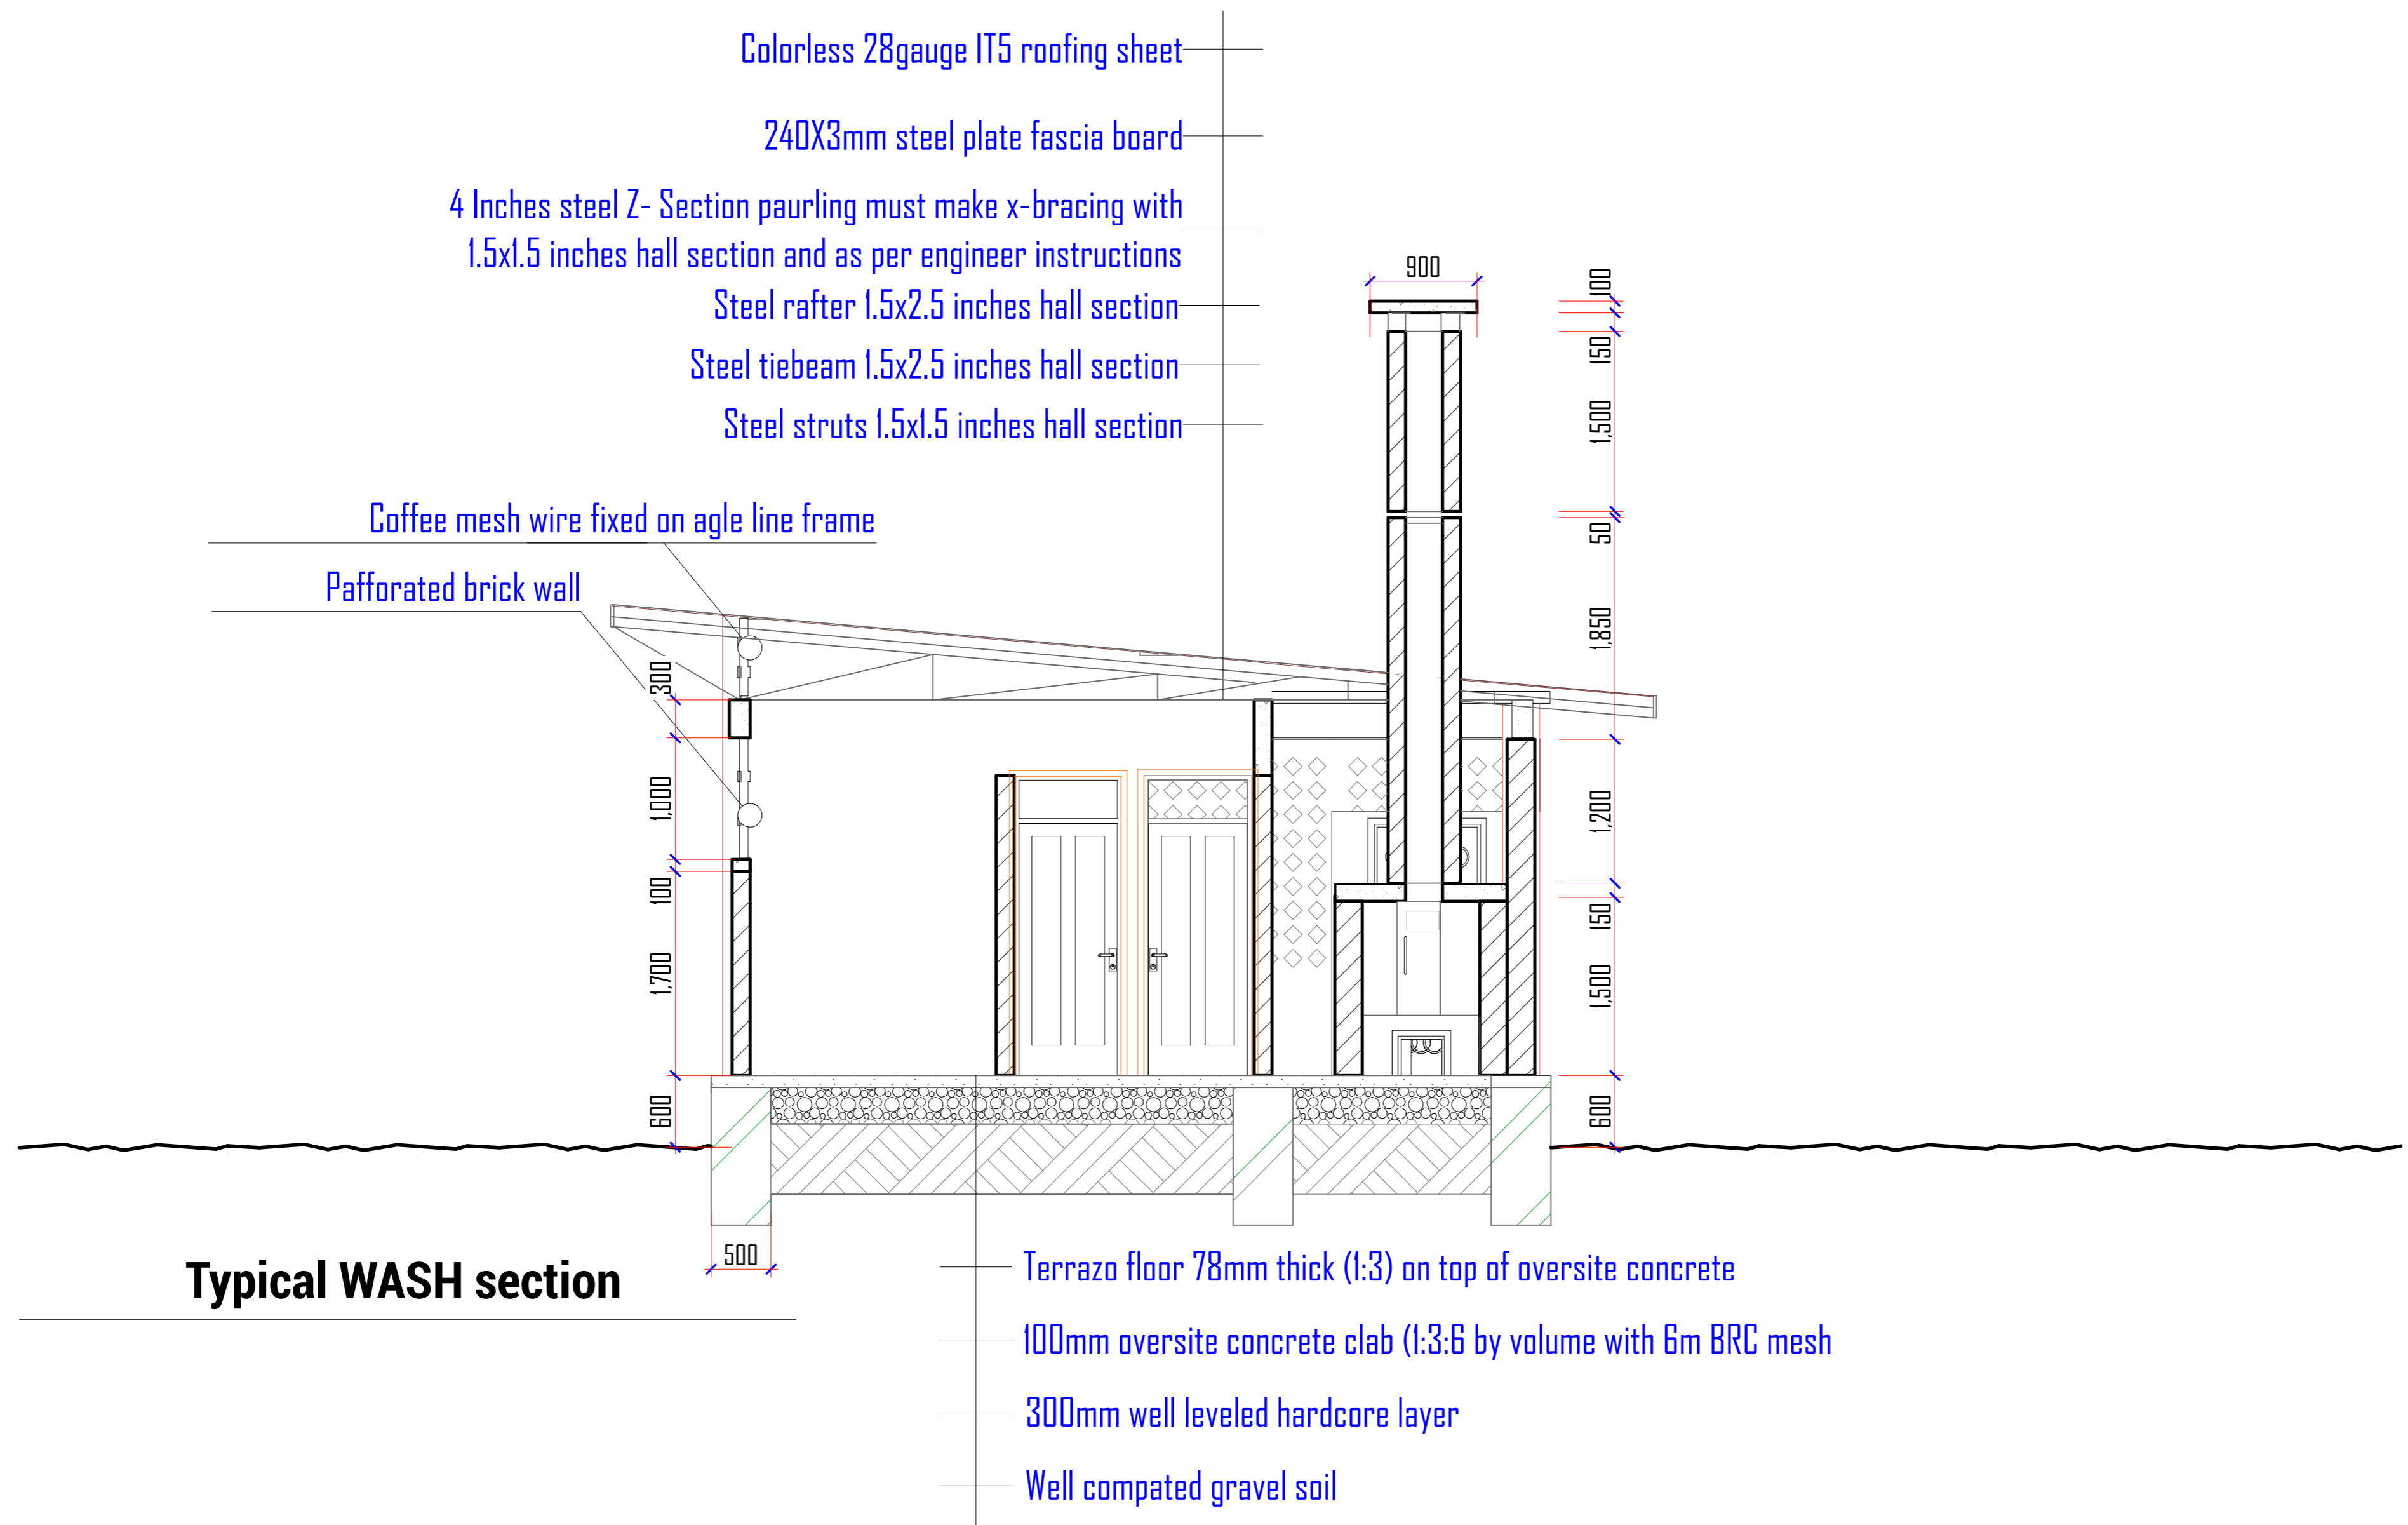 Colorless 28gauge IT5 roofing sheet
240X3mm steel plate fascia board
4 Inches steel Z- Section paurling must make x-bracing with
1.5x1.5 inches hall section and as per engineer instructions
Steel rafter 1.5x2.5 inches hall section
Steel tiebeam 1.5x2.5 inches hall section
Steel struts 1.5x1.5 inches hall section
Coffee mesh wire fixed on agle line frame
Pafforated brick wall
900
100
150
1,500
50
1,850
1,200
150
1,500
600
300
1,000
100
1,700
600
500
Typical WASH section
Terrazo floor 78mm thick (1:3) on top of oversite concrete
100mm oversite concrete clab (1:3:6 by volume with 6m BRC mesh
300mm well leveled hardcore layer
Well compated gravel soil